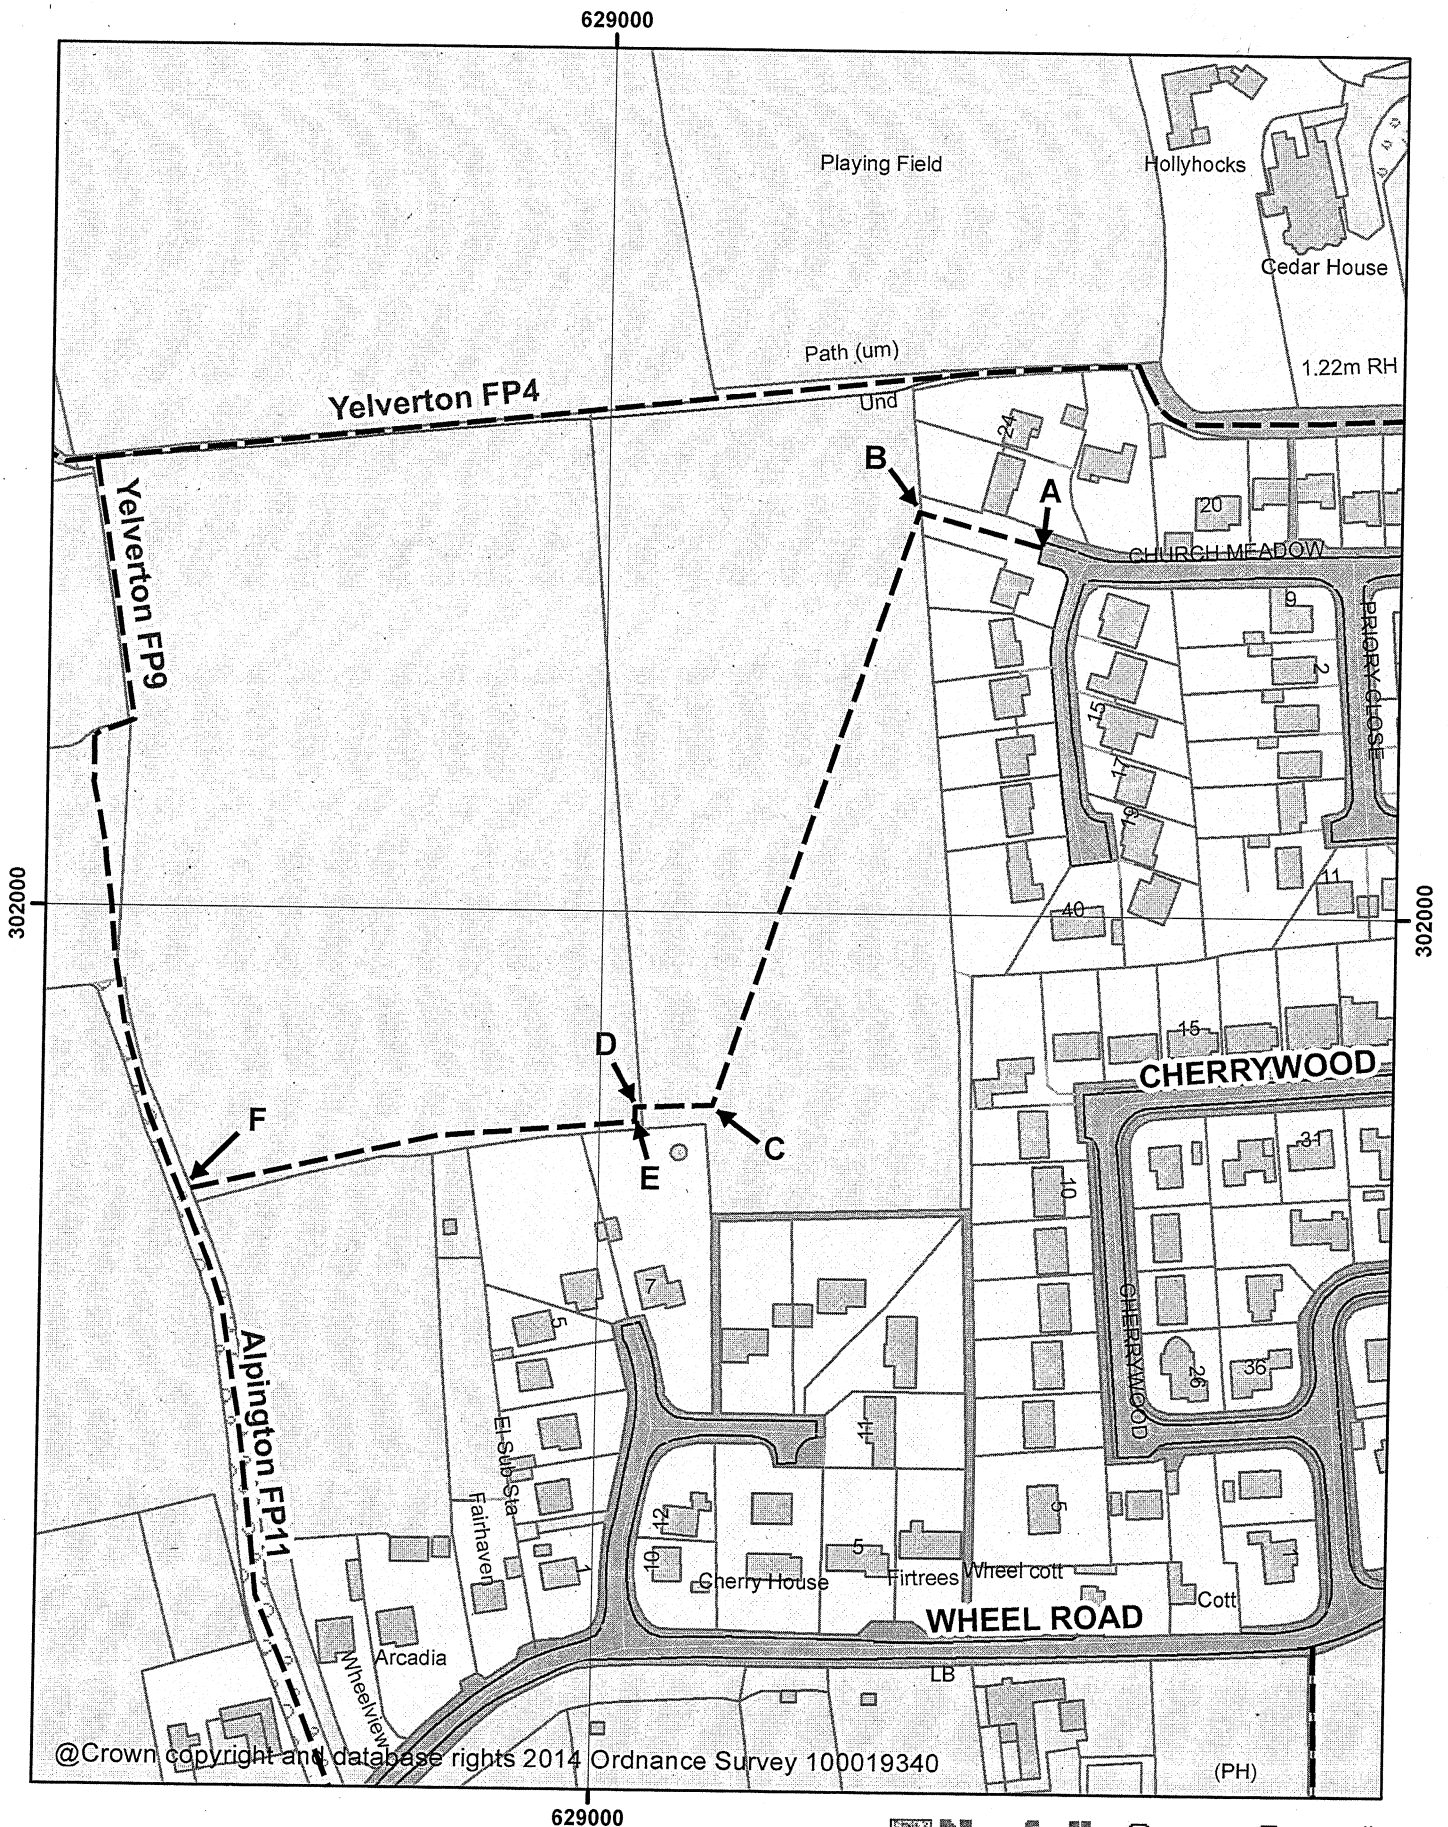 629000
Playing Field
Hollyhocks
Cedar House
Path (um)
1.22m RH
Yelverton FP4
Und
24
B
A
20
Yelverton FP9
CHURCH MEADOW
9
PRIORY CLOSE
2
15
17
19
11
302000
302000
40
15
D
CHERRYWOOD
F
C
31
E
10
7
CHERRYWOOD
5
Alpington FP11
26
36
11
El Sub Sta
Fairhaven
12
5
5
10
1
1
Cherry House
Firtrees
Wheel cott
Cott
WHEEL ROAD
Arcadia
Wheelview
LB
@Crown copyright and database rights 2014 Ordnance Survey 100019340
(PH)
629000